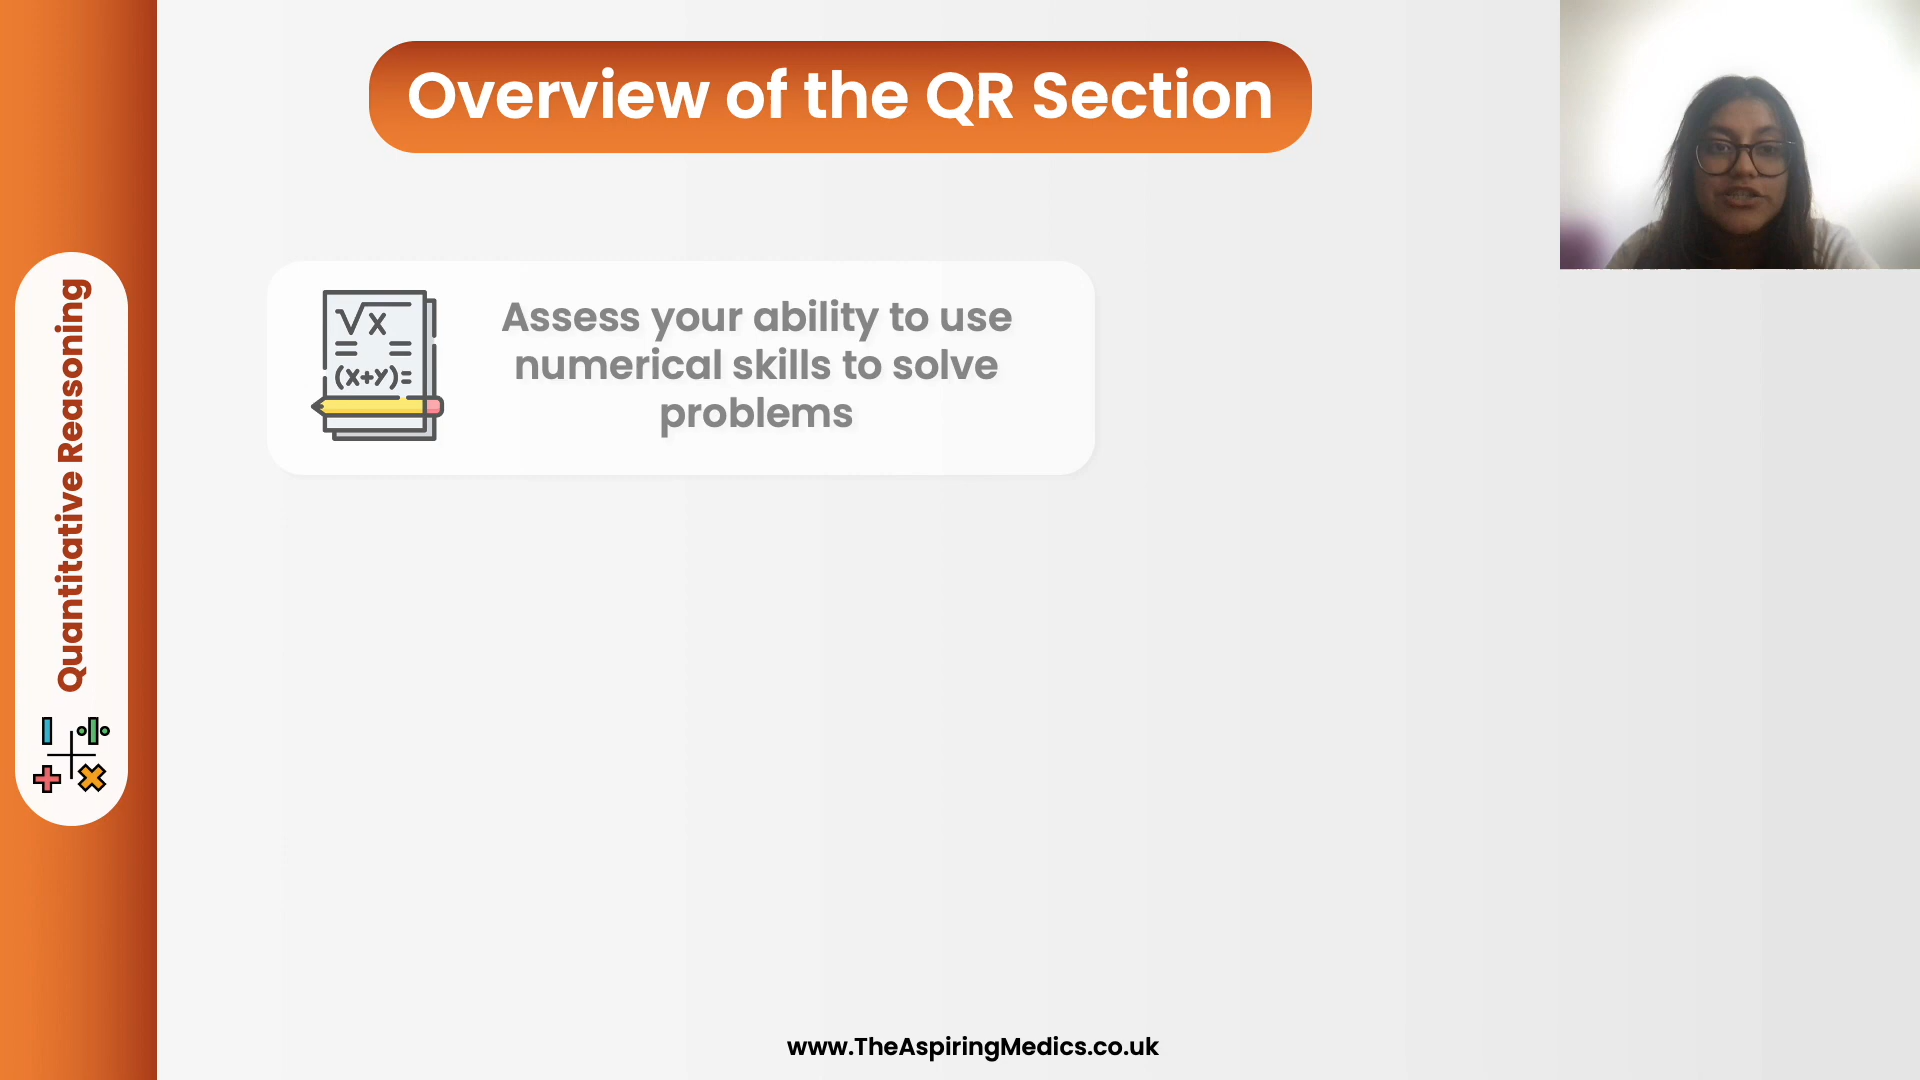 Overview of the QR Section
Quantitative Reasoning
√x
= =
(x+y)=
Assess your ability to use
numerical skills to solve
problems
www.TheAspiringMedics.co.uk